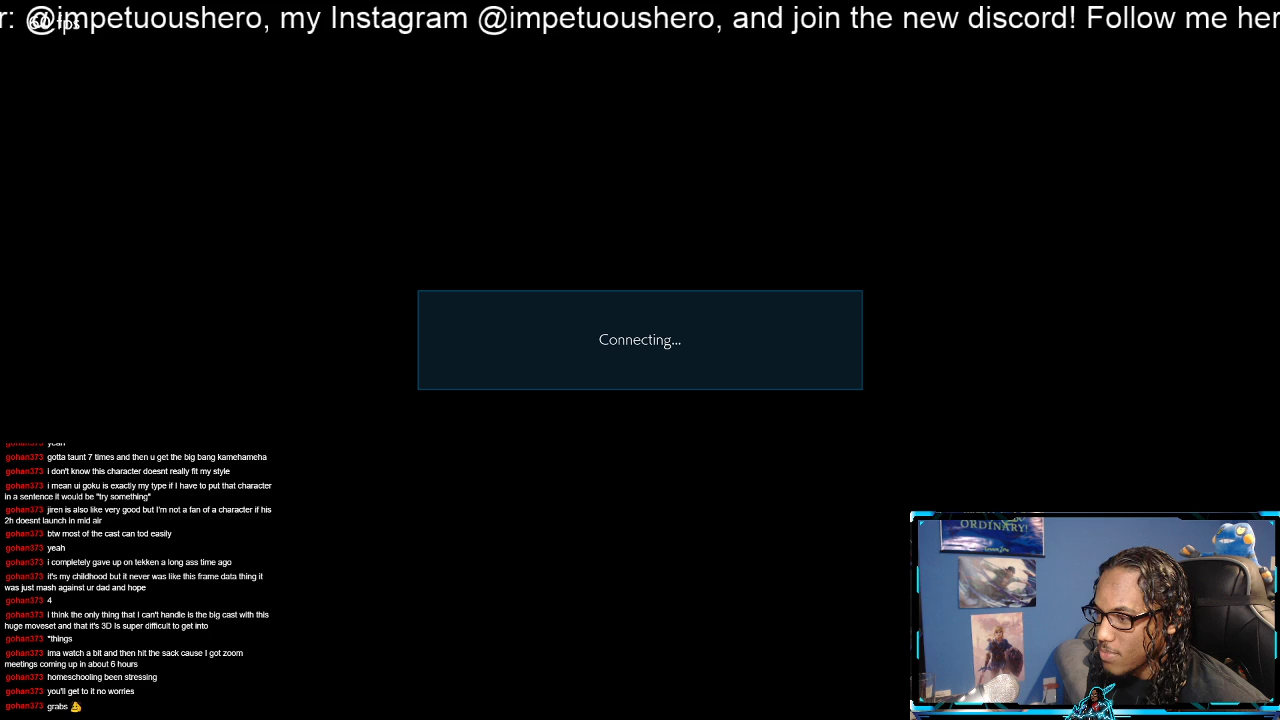 r: @impetuoushero, my Instagram @impetuoushero, and join the new discord! Follow me her
60 fps
Connecting...
gohan373 yeah
gohan373 gotta taunt 7 times and then u get the big bang kamehameha
gohan373 i don't know this character doesnt really fit my style
gohan373 i mean ui goku is exactly my type if I have to put that character
in a sentence it would be "try something"
gohan373 jiren is also like very good but I'm not a fan of a character if his
2h doesnt launch in mid air
gohan373 btw most of the cast can tod easily
gohan373 yeah
gohan373 i completely gave up on tekken a long ass time ago
gohan373 it's my childhood but it never was like this frame data thing it
was just mash against ur dad and hope
gohan373 4
gohan373 I think the only thing that I can't handle is the big cast with this
huge moveset and that it's 3D Is super difficult to get into
gohan373 *things
gohan373 ima watch a bit and then hit the sack cause I got zoom
meetings coming up in about 6 hours
gohan373 homeschooling been stressing
gohan373 you'll get to it no worries
gohan373 grabs
ORDINARY!